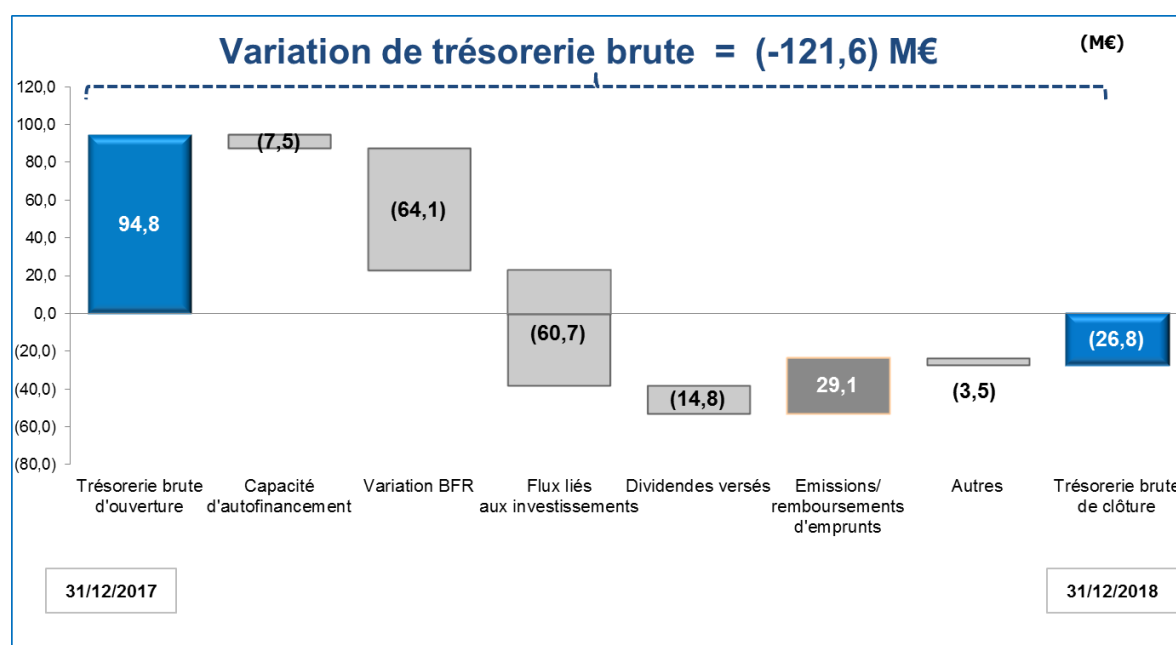 Variation de trésorerie brute = (-121,6) M€
(M€)
120,0
100,0
80,0
60,0
40,0
20,0
0,0
(20,0)
(40,0)
(60,0)
(80,0)
94,8
(7,5)
(64,1)
(60,7)
(14,8)
29,1
(3,5)
(26,8)
Trésorerie brute
d'ouverture
Capacité
d'autofinancement
Variation BFR
Flux liés
aux investissements
Dividendes versés
Emissions/
remboursements
d'emprunts
Autres
Trésorerie brute
de clôture
31/12/2017
31/12/2018